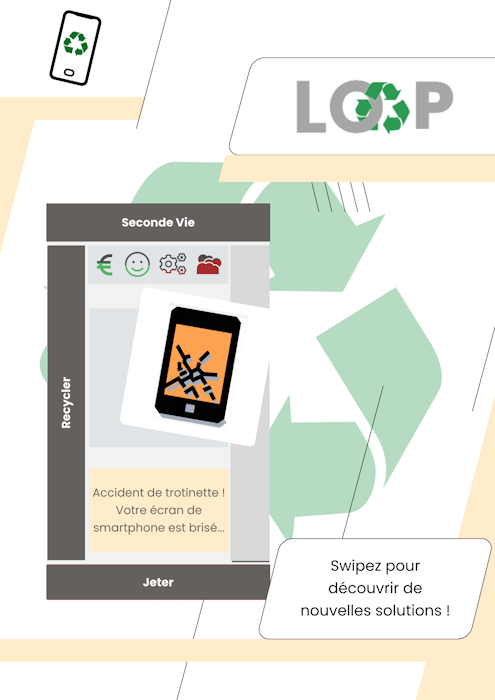 LOOP
Seconde Vie
Recycler
Accident de trotinette !
Votre écran de
smartphone est brisé...
Jeter
Swipez pour
découvrir de
nouvelles solutions !